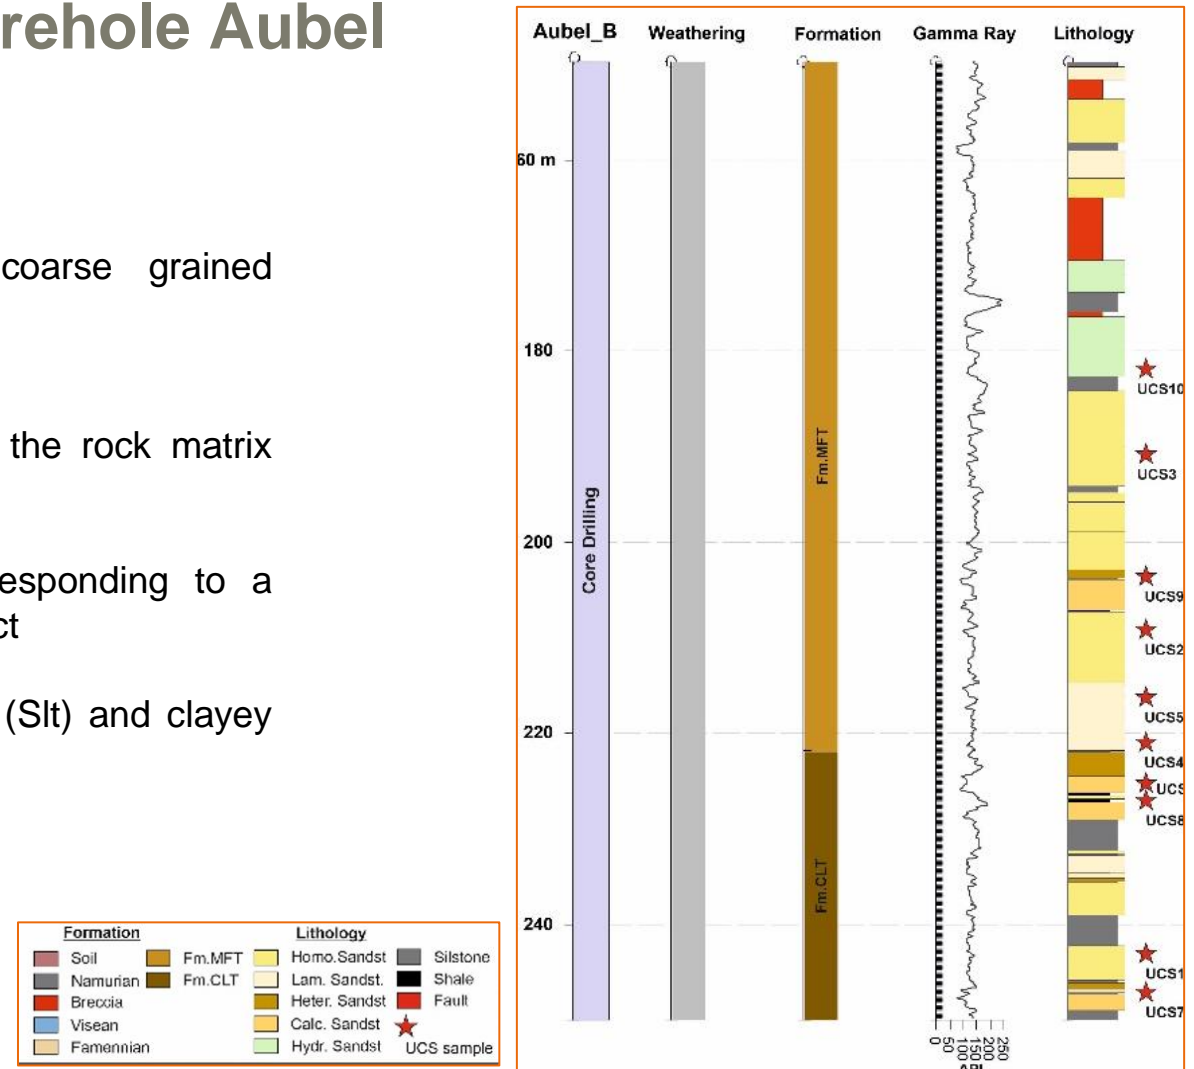 rehole Aubel
coarse grained
the rock matrix
esponding to a
ct
(Slt) and clayey
Aubel_B Weathering Formation Gamma Ray Lithology
60 m
180
200
220
240
Core Drilling
Fm.MFT
Fm.CLT
UCS10
UCS3
UCS9
UCS2
UCS5
UCS4
UCS
UCS8
UCS1
UCS7
0 50 100 150 200 250
API
Formation Lithology
Soil Fm.MFT Homo.Sandst Silstone
Namurian Fm.CLT Lam. Sandst. Shale
Breccia Heter. Sandst Fault
Visean Calc. Sandst
Famennian Hydr. Sandst UCS sample